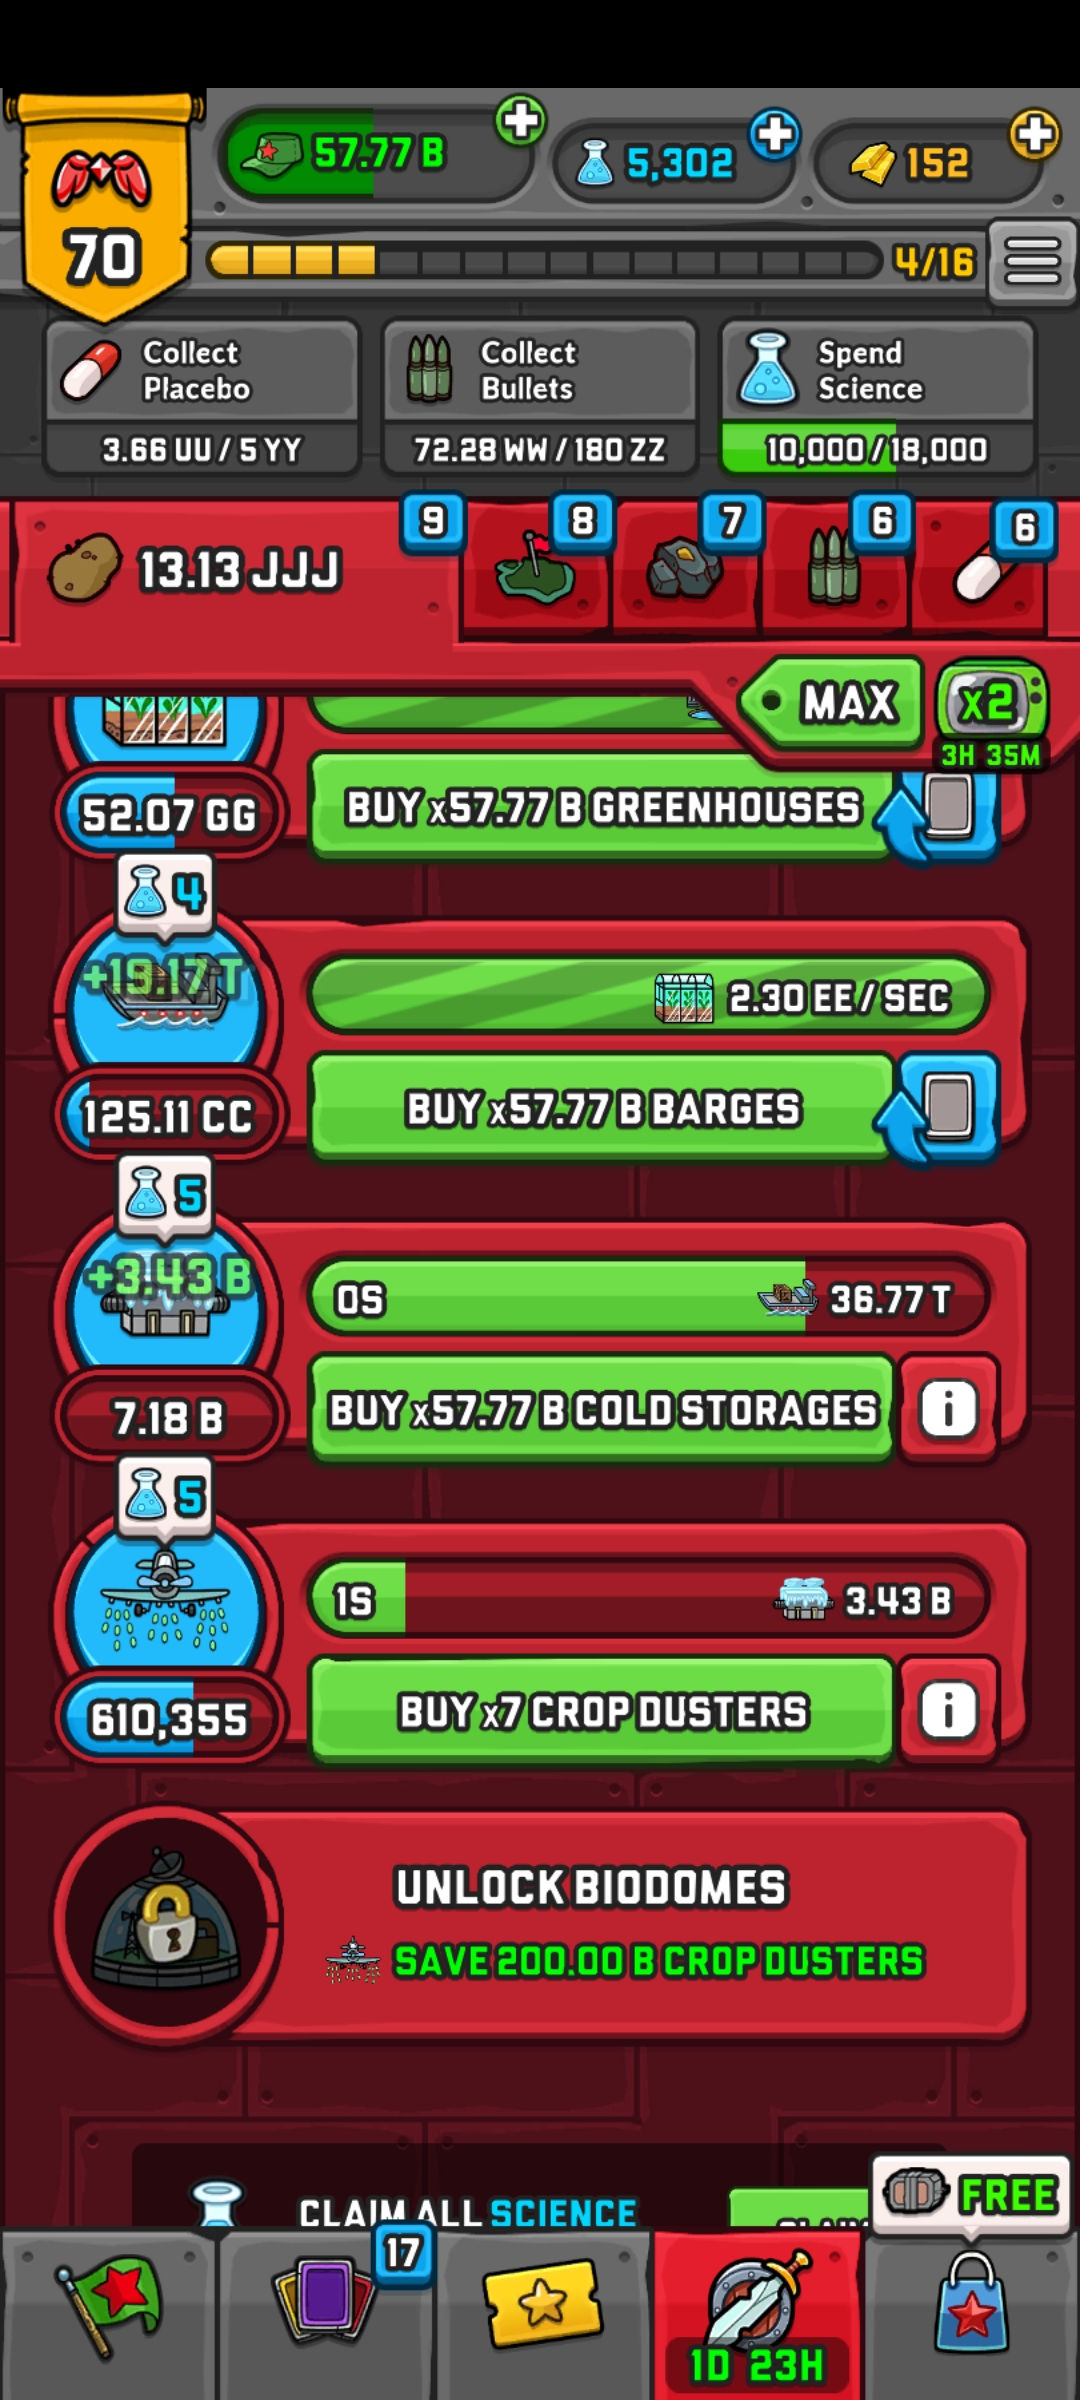 57.77 B
5,302
152
70
4/16
Collect
Placebo
3.66 UU / 5 YY
Collect
Bullets
72.28 WW / 180 ZZ
Spend
Science
10,000 / 18,000
13.13 JJJ
9
8
7
6
6
MAX
x2
3H 35M
52.07 GG
BUY x57.77 B GREENHOUSES
4
+19.17 T
2.30 EE / SEC
125.11 CC
BUY x57.77 B BARGES
5
+3.43 B
0S
36.77 T
7.18 B
BUY x57.77 B COLD STORAGES
i
5
1S
3.43 B
610,355
BUY x7 CROP DUSTERS
i
UNLOCK BIODOMES
SAVE 200.00 B CROP DUSTERS
CLAIM ALL SCIENCE
FREE
17
1D 23H